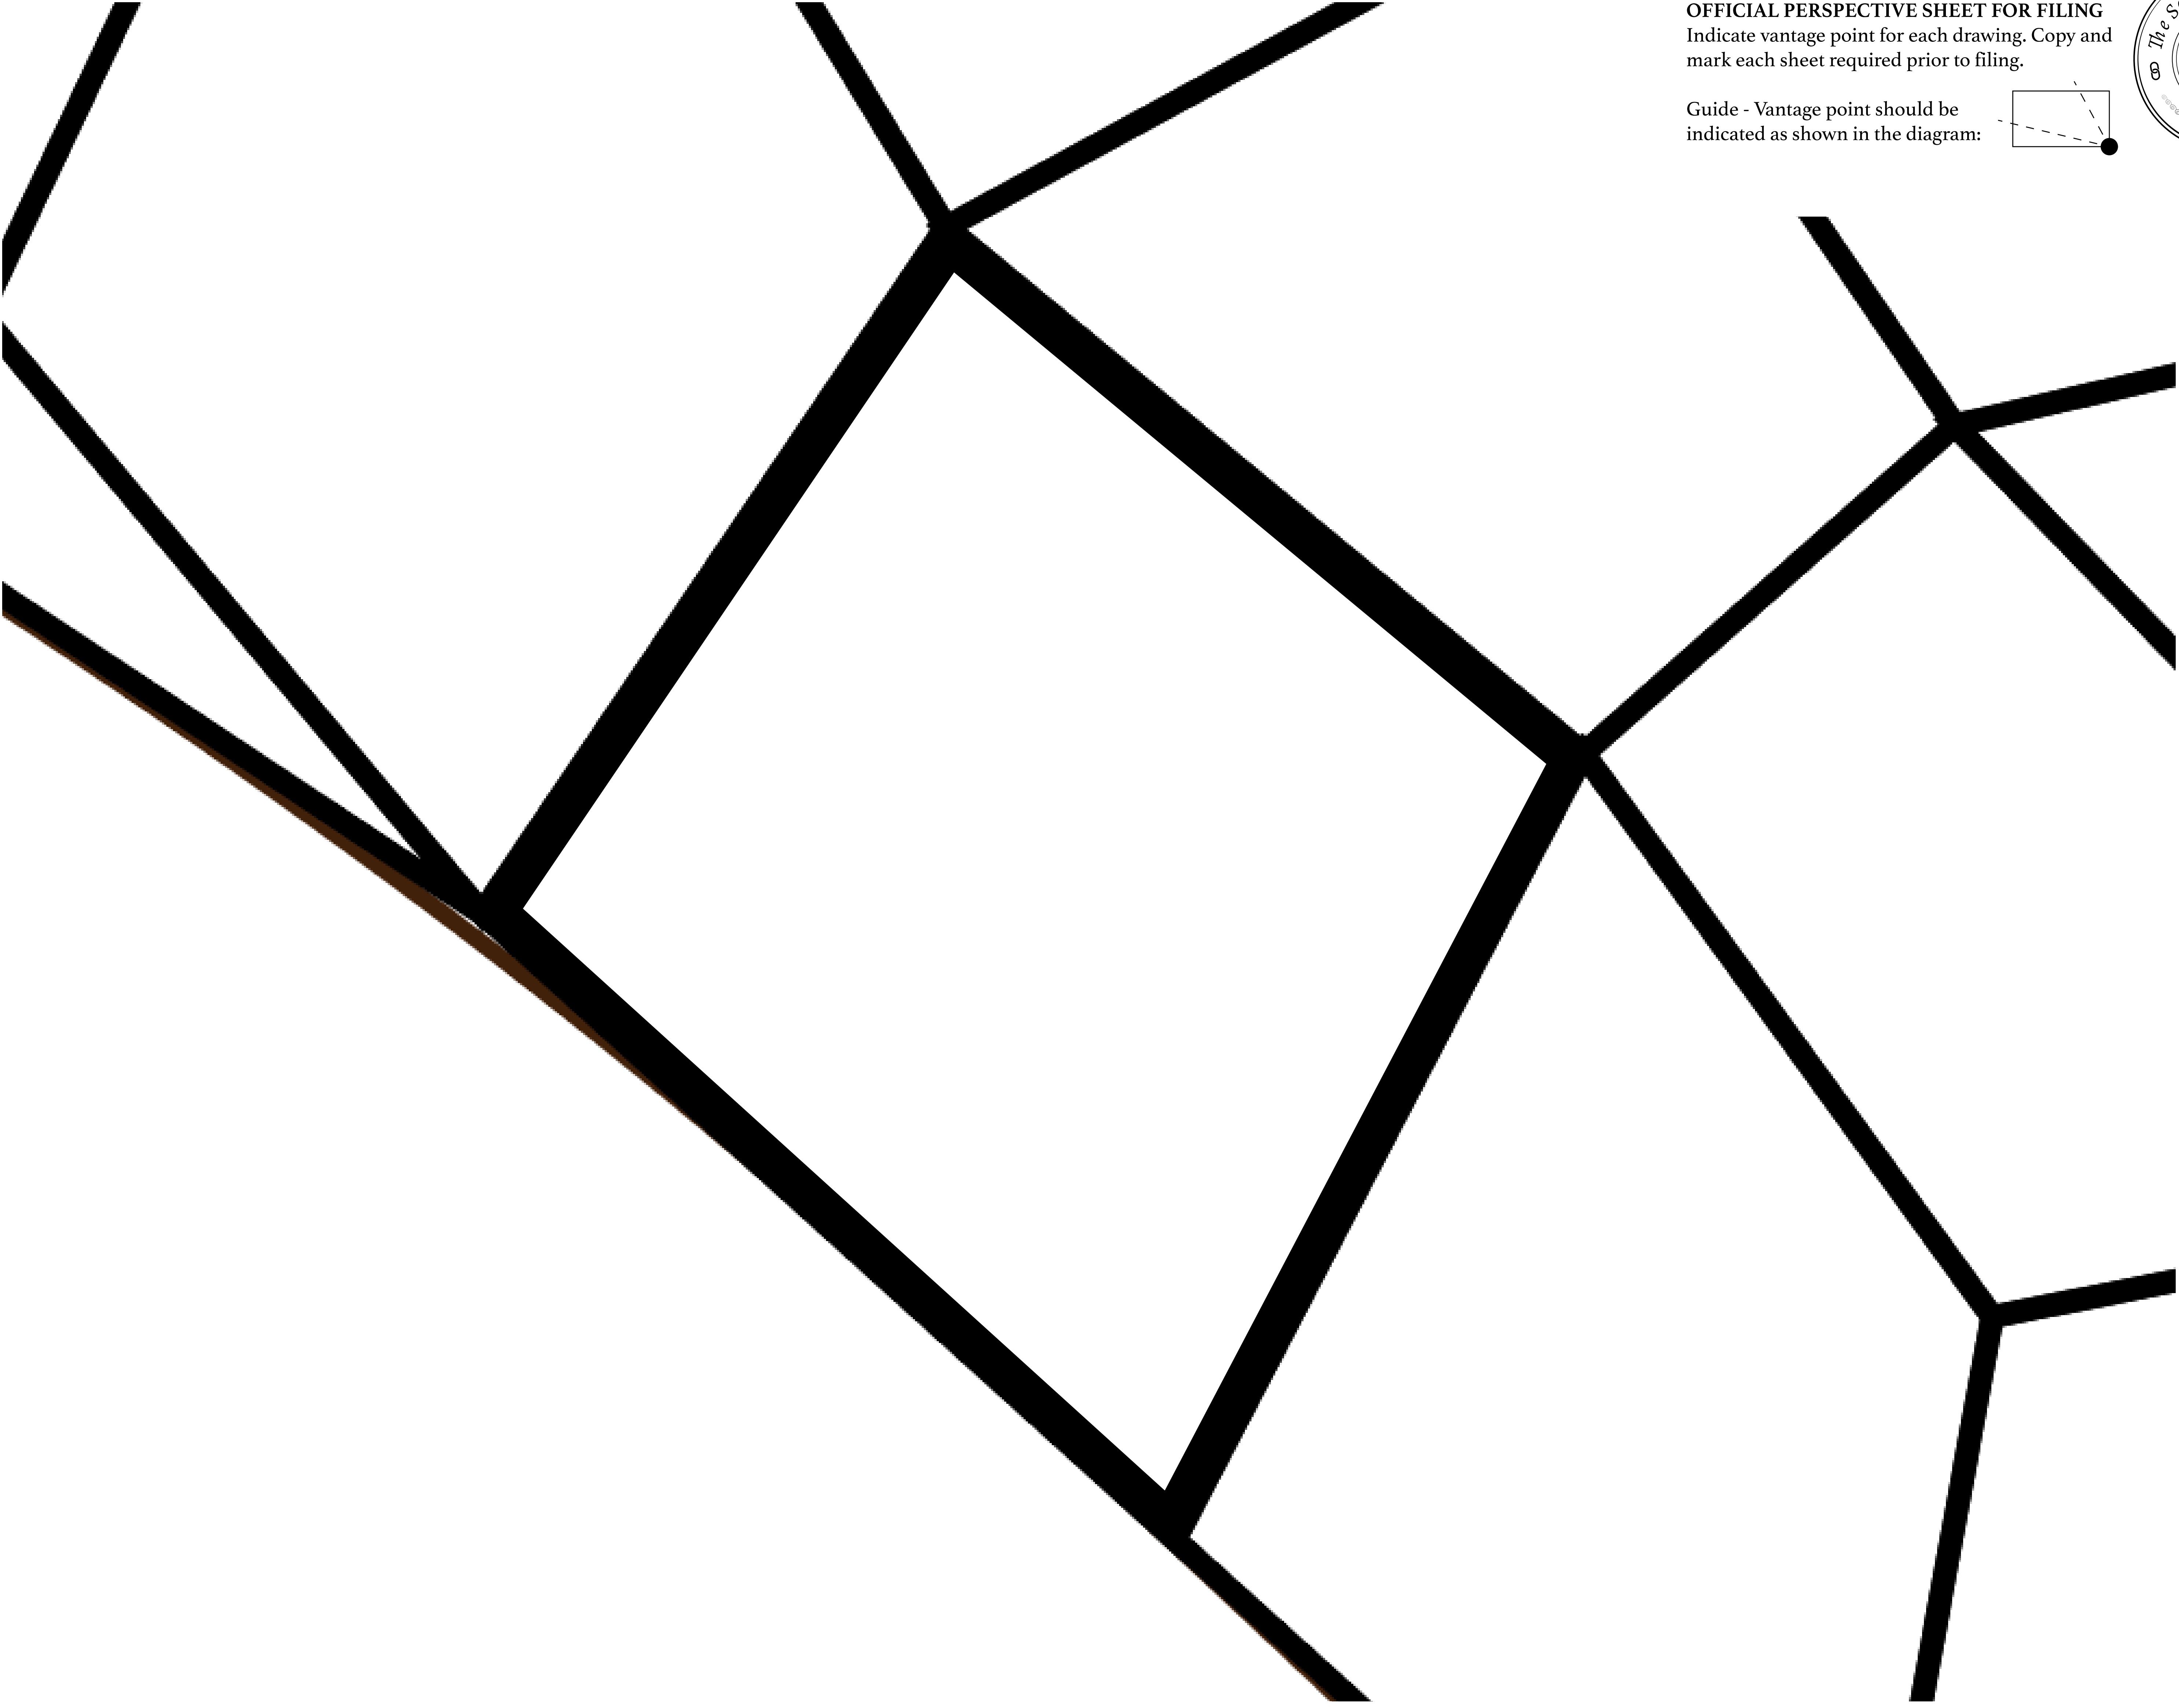 OFFICIAL PERSPECTIVE SHEET FOR FILING
Indicate vantage point for each drawing. Copy and
mark each sheet required prior to filing.
Guide - Vantage point should be
indicated as shown in the diagram:
The